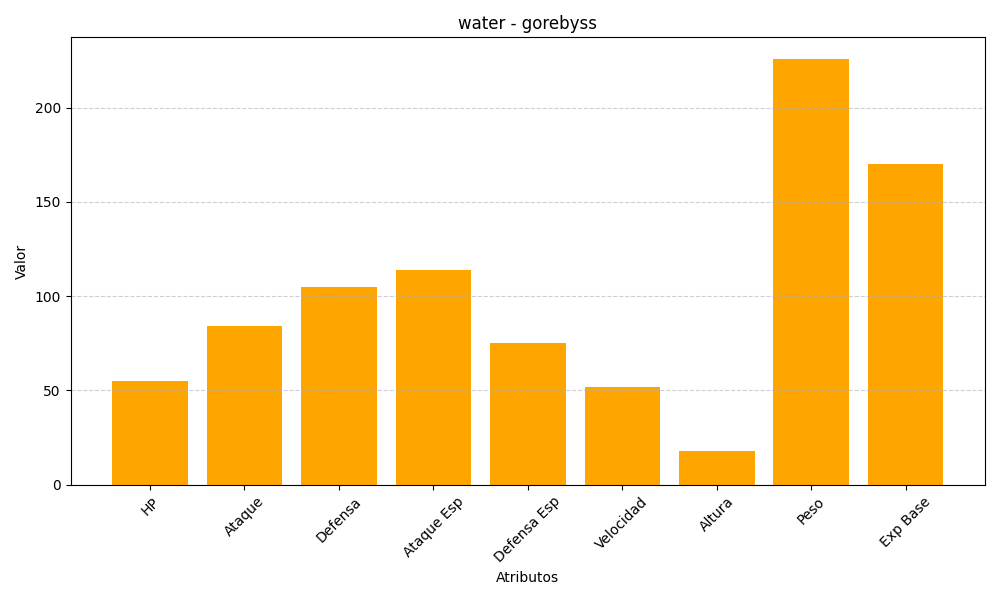 water - gorebyss
Valor
200
150
100
50
0
HP
Ataque
Defensa
Ataque Esp
Defensa Esp
Velocidad
Altura
Peso
Exp Base
Atributos